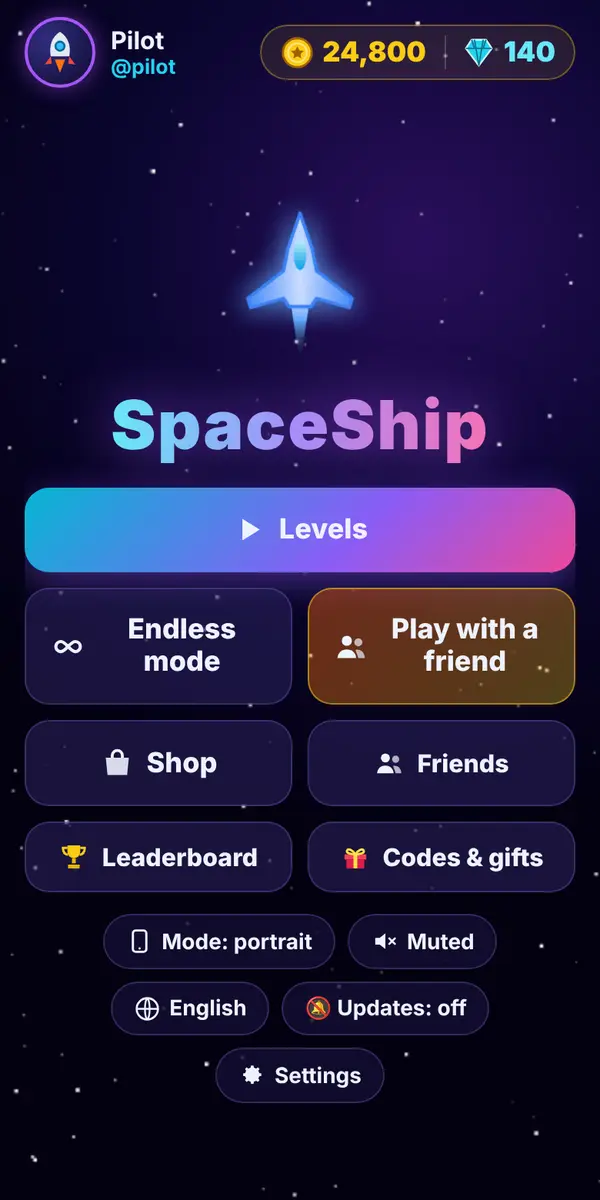 Pilot
@pilot
24,800
140
SpaceShip
Levels
Endless
mode
Play with a
friend
Shop
Friends
Leaderboard
Codes & gifts
Mode: portrait
Muted
English
Updates: off
Settings